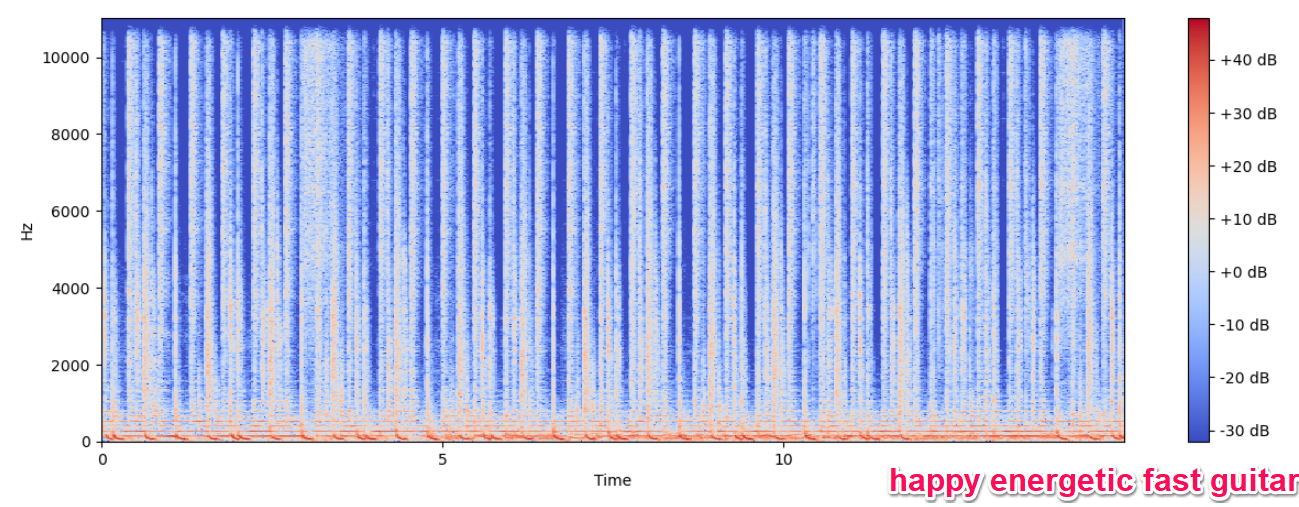 10000
8000
6000
4000
2000
0
Hz
0
5
10
Time
+40 dB
+30 dB
+20 dB
+10 dB
+0 dB
-10 dB
-20 dB
-30 dB
happy energetic fast guitar